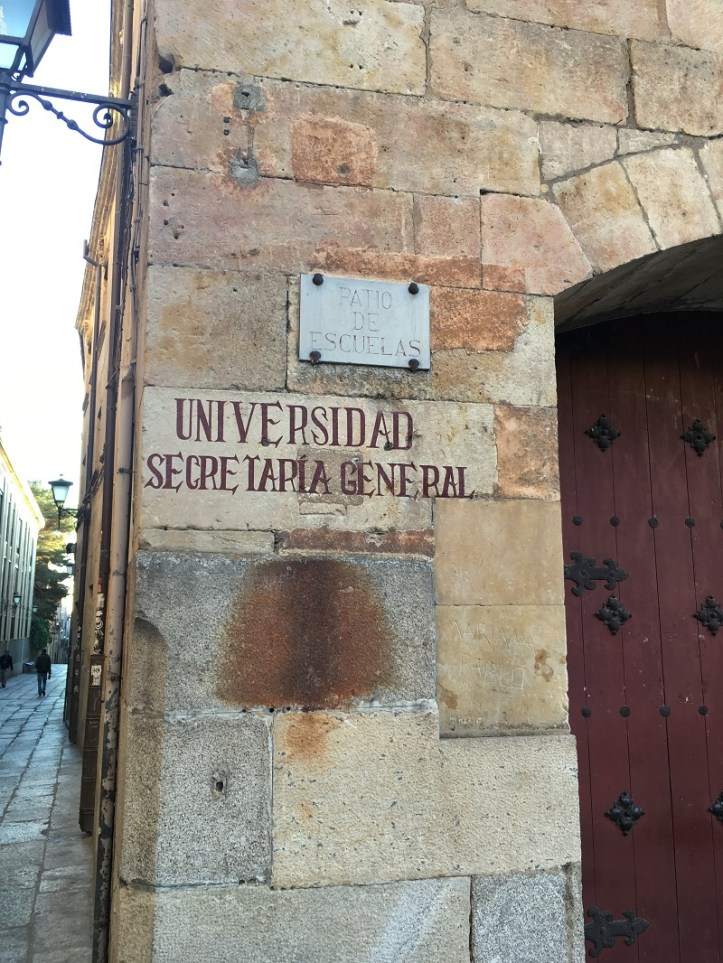 PATIO
DE
ESCUELAS
UNIVERSIDAD
SECRETARÍA GENERAL